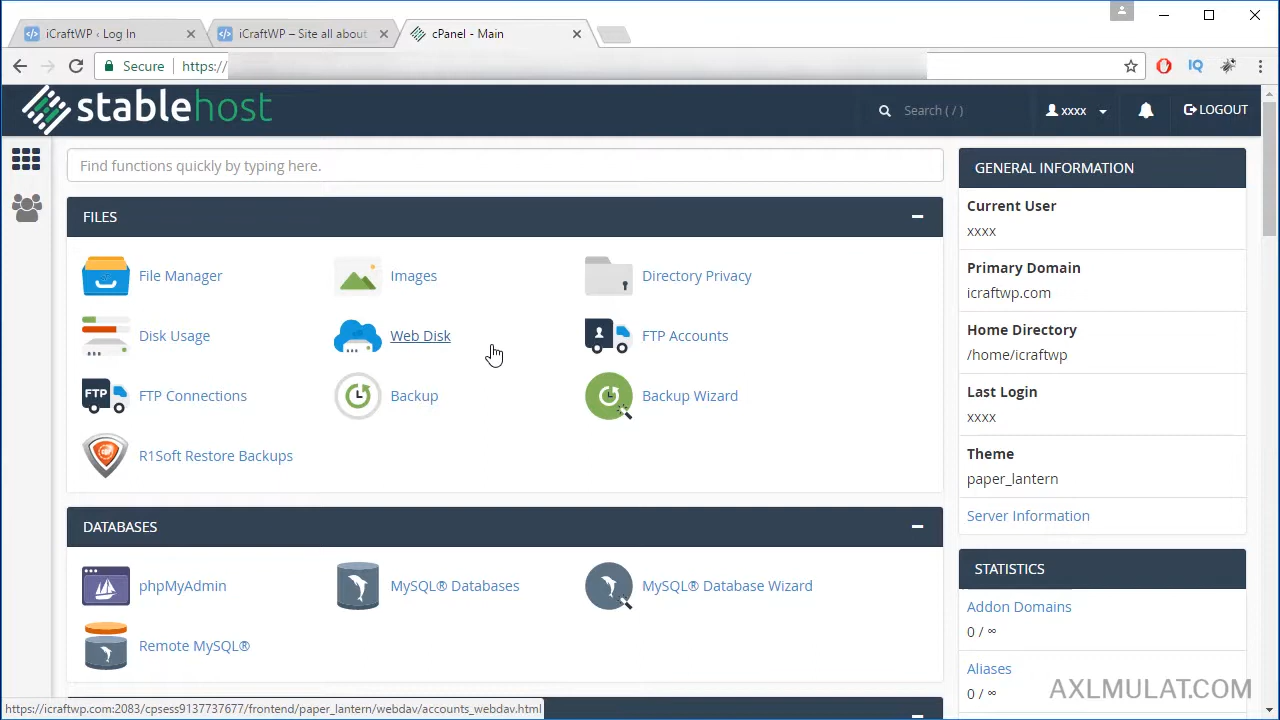 iCraftWP ‹ Log In
iCraftWP – Site all about
cPanel - Main
Secure
https://
IQ
stablehost
Search ( / )
xxxx
LOGOUT
Find functions quickly by typing here.
FILES
File Manager
Images
Directory Privacy
Disk Usage
Web Disk
FTP Accounts
FTP
FTP Connections
Backup
Backup Wizard
R1Soft Restore Backups
DATABASES
phpMyAdmin
MySQL® Databases
MySQL® Database Wizard
Remote MySQL®
GENERAL INFORMATION
Current User
xxxx
Primary Domain
icraftwp.com
Home Directory
/home/icraftwp
Last Login
xxxx
Theme
paper_lantern
Server Information
STATISTICS
Addon Domains
0 / ∞
Aliases
0 / ∞
https://icraftwp.com:2083/cpsess9137737677/frontend/paper_lantern/webdav/accounts_webdav.html
AXLMULAT.COM